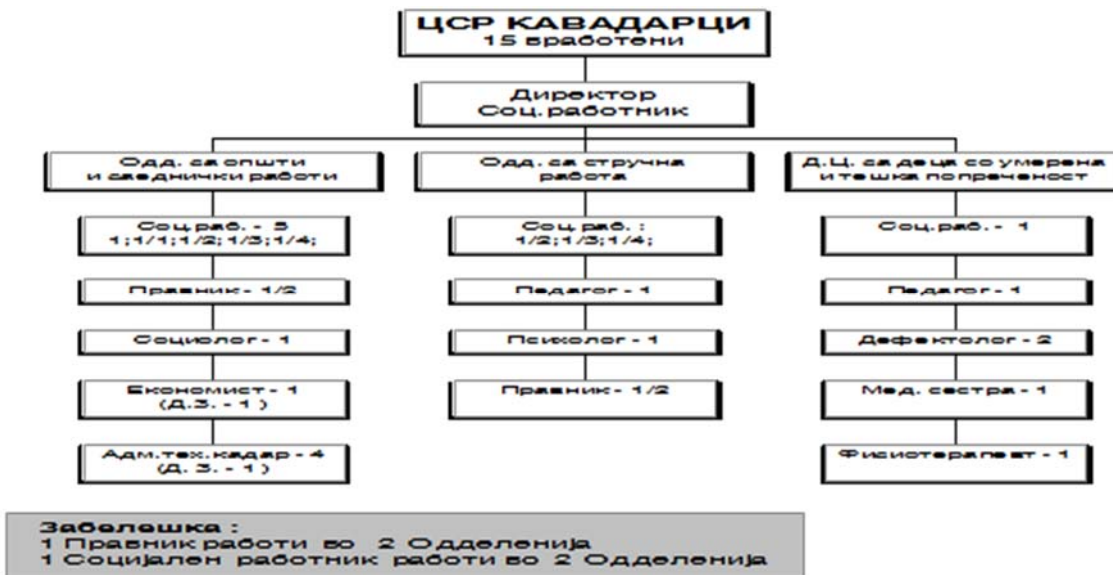 ЦСР КАВАДАРЦИ
15 вработени
Директор
Соц.работник
Одд. за општи
и заеднички работи
Соц.раб. - 5
1;1/1;1/2;1/3;1/4;
Правник - 1/2
Социолог - 1
Економист - 1
(Д.З. - 1 )
Адм.тех.кадар - 4
(Д. З. - 1 )
Одд. за стручна
работа
Соц.раб. :
1/2;1/3;1/4;
Педагог - 1
Психолог - 1
Правник - 1/2
Д.Ц. за деца со умерена
и тешка попреченост
Соц.раб. - 1
Педагог - 1
Дефектолог - 2
Мед. сестра - 1
Физиотерапевт - 1
Забелешка :
1 Правник работи во 2 Одделенија
1 Социјален работник работи во 2 Одделенија